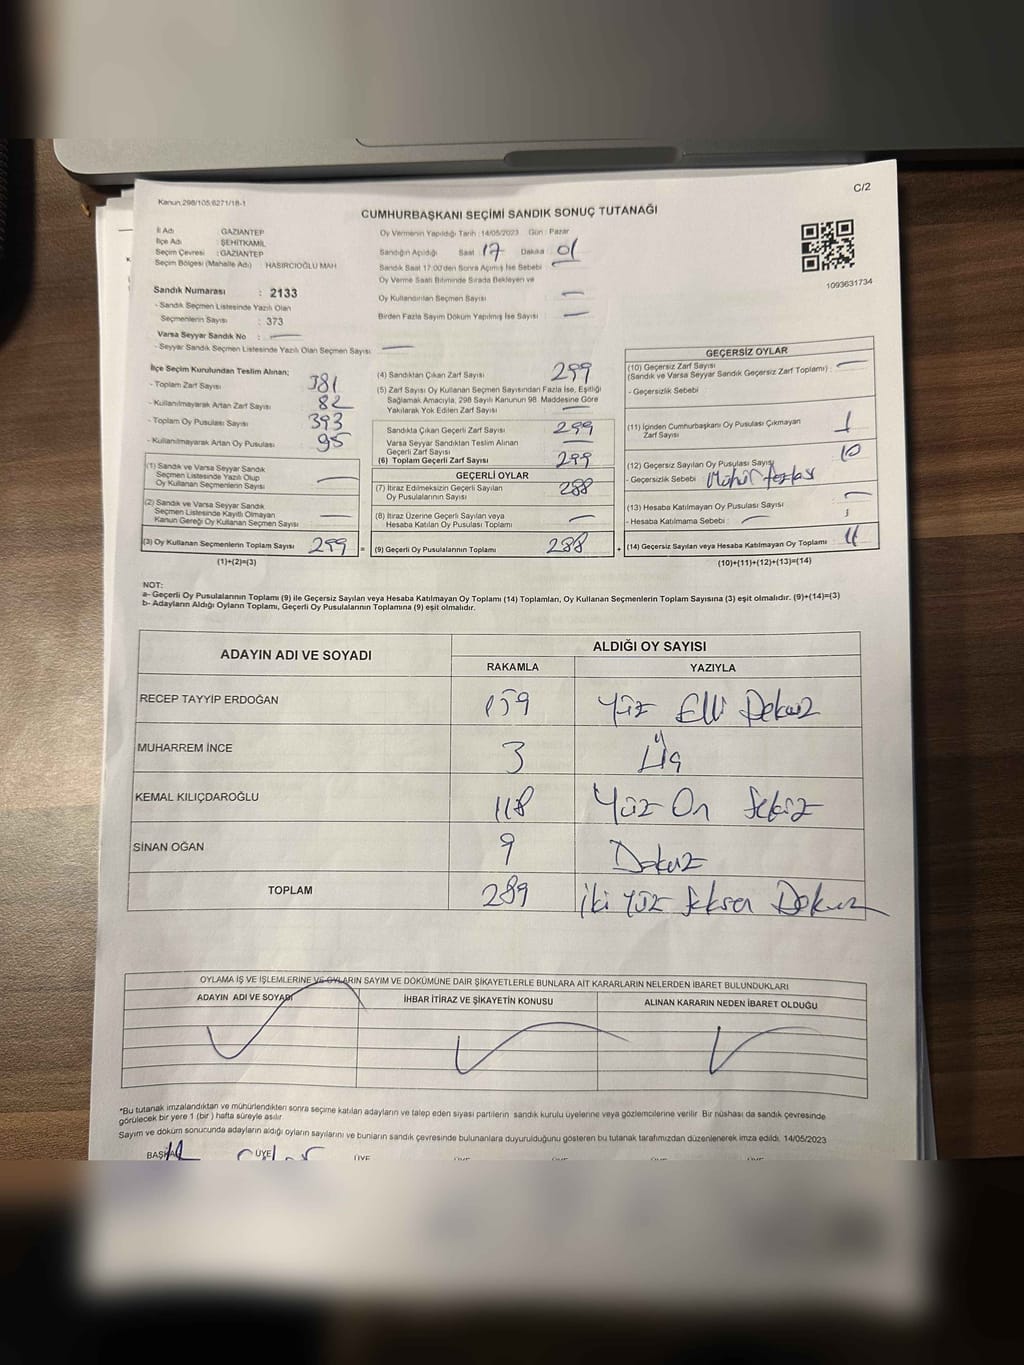 C/2
Kanun:298/105;6271/18-1
CUMHURBAŞKANI SEÇİMİ SANDIK SONUÇ TUTANAĞI
İl Adı GAZİANTEP
İlçe Adı : ŞEHİTKAMİL
Seçim Çevresi : GAZİANTEP
Seçim Bölgesi (Mahalle Adı) : HASIRCIOĞLU MAH
Sandık Numarası : 2133
- Sandık Seçmen Listesinde Yazılı Olan
Seçmenlerin Sayısı : 373
Varsa Seyyar Sandık No :
- Seyyar Sandık Seçmen Listesinde Yazılı Olan Seçmen Sayısı
Oy Vermenin Yapıldığı Tarih :14/05/2023 Gün : Pazar
Sandığın Açıldığı Saat 17 Dakika 01
Sandık Saat 17:00'den Sonra Açımış İse Sebebi
Oy Verme Saati Bitiminde Sırada Bekleyen ve
Oy Kullandırılan Seçmen Sayısı
Birden Fazla Sayım Döküm Yapılmış İse Sayısı
1093631734
İlçe Seçim Kurulundan Teslim Alınan;
- Toplam Zarf Sayısı 381
- Kullanılmayarak Artan Zarf Sayısı 82
- Toplam Oy Pusulası Sayısı 393
- Kullanılmayarak Artan Oy Pusulası 95
(1) Sandık ve Varsa Seyyar Sandık
Seçmen Listesinde Yazılı Olup
Oy Kullanan Seçmenlerin Sayısı
(2) Sandık ve Varsa Seyyar Sandık
Seçmen Listesinde Kayıtlı Olmayan
Kanun Gereği Oy Kullanan Seçmen Sayısı
(3) Oy Kullanan Seçmenlerin Toplam Sayısı 299
(1)+(2)=(3)
=
(4) Sandıktan Çıkan Zarf Sayısı 299
(5) Zarf Sayısı Oy Kullanan Seçmen Sayısından Fazla İse, Eşitliği
Sağlamak Amacıyla, 298 Sayılı Kanunun 98. Maddesine Göre
Yakılarak Yok Edilen Zarf Sayısı
Sandıkta Çıkan Geçerli Zarf Sayısı 299
Varsa Seyyar Sandıktan Teslim Alınan
Geçerli Zarf Sayısı
(6) Toplam Geçerli Zarf Sayısı 299
GEÇERLİ OYLAR
(7) İtiraz Edilmeksizin Geçerli Sayılan
Oy Pusulalarının Sayısı 288
(8) İtiraz Üzerine Geçerli Sayılan veya
Hesaba Katılan Oy Pusulası Toplamı
(9) Geçerli Oy Pusulalarının Toplamı 288
+
GEÇERSİZ OYLAR
(10) Geçersiz Zarf Sayısı
(Sandık ve Varsa Seyyar Sandık Geçersiz Zarf Toplamı) :
- Geçersizlik Sebebi
(11) İçinden Cumhurbaşkanı Oy Pusulası Çıkmayan
Zarf Sayısı 1
(12) Geçersiz Sayılan Oy Pusulası Sayısı 10
- Geçersizlik Sebebi Mühür fazlası
(13) Hesaba Katılmayan Oy Pusulası Sayısı :
- Hesaba Katılmama Sebebi :
(14) Geçersiz Sayılan veya Hesaba Katılmayan Oy Toplamı 11
(10)+(11)+(12)+(13)=(14)
NOT:
a- Geçerli Oy Pusulalarının Toplamı (9) ile Geçersiz Sayılan veya Hesaba Katılmayan Oy Toplamı (14) Toplamları, Oy Kullanan Seçmenlerin Toplam Sayısına (3) eşit olmalıdır. (9)+(14)=(3)
b- Adayların Aldığı Oyların Toplamı, Geçerli Oy Pusulalarının Toplamına (9) eşit olmalıdır.
ADAYIN ADI VE SOYADI ALDIĞI OY SAYISI
RAKAMLA YAZIYLA
RECEP TAYYİP ERDOĞAN 159 Yüz Elli Dokuz
MUHARREM İNCE 3 Üç
KEMAL KILIÇDAROĞLU 118 Yüz On Sekiz
SİNAN OĞAN 9 Dokuz
TOPLAM 289 İki Yüz Seksen Dokuz
OYLAMA İŞ VE İŞLEMLERİNE VE OYLARIN SAYIM VE DÖKÜMÜNE DAİR ŞİKAYETLERLE BUNLARA AİT KARARLARIN NELERDEN İBARET BULUNDUKLARI
ADAYIN ADI VE SOYADI İHBAR İTİRAZ VE ŞİKAYETİN KONUSU ALINAN KARARIN NEDEN İBARET OLDUĞU
*Bu tutanak imzalandıktan ve mühürlendikten sonra seçime katılan adayların ve talep eden siyasi partilerin sandık kurulu üyelerine veya gözlemcilerine verilir. Bir nüshası da sandık çevresinde
görülecek bir yere 1 (bir ) hafta süreyle asılır.
Sayım ve döküm sonucunda adayların aldığı oyların sayılarını ve bunların sandık çevresinde bulunanlara duyurulduğunu gösteren bu tutanak tarafımızdan düzenlenerek imza edildi. 14/05/2023
BAŞKAN ÜYE ÜYE